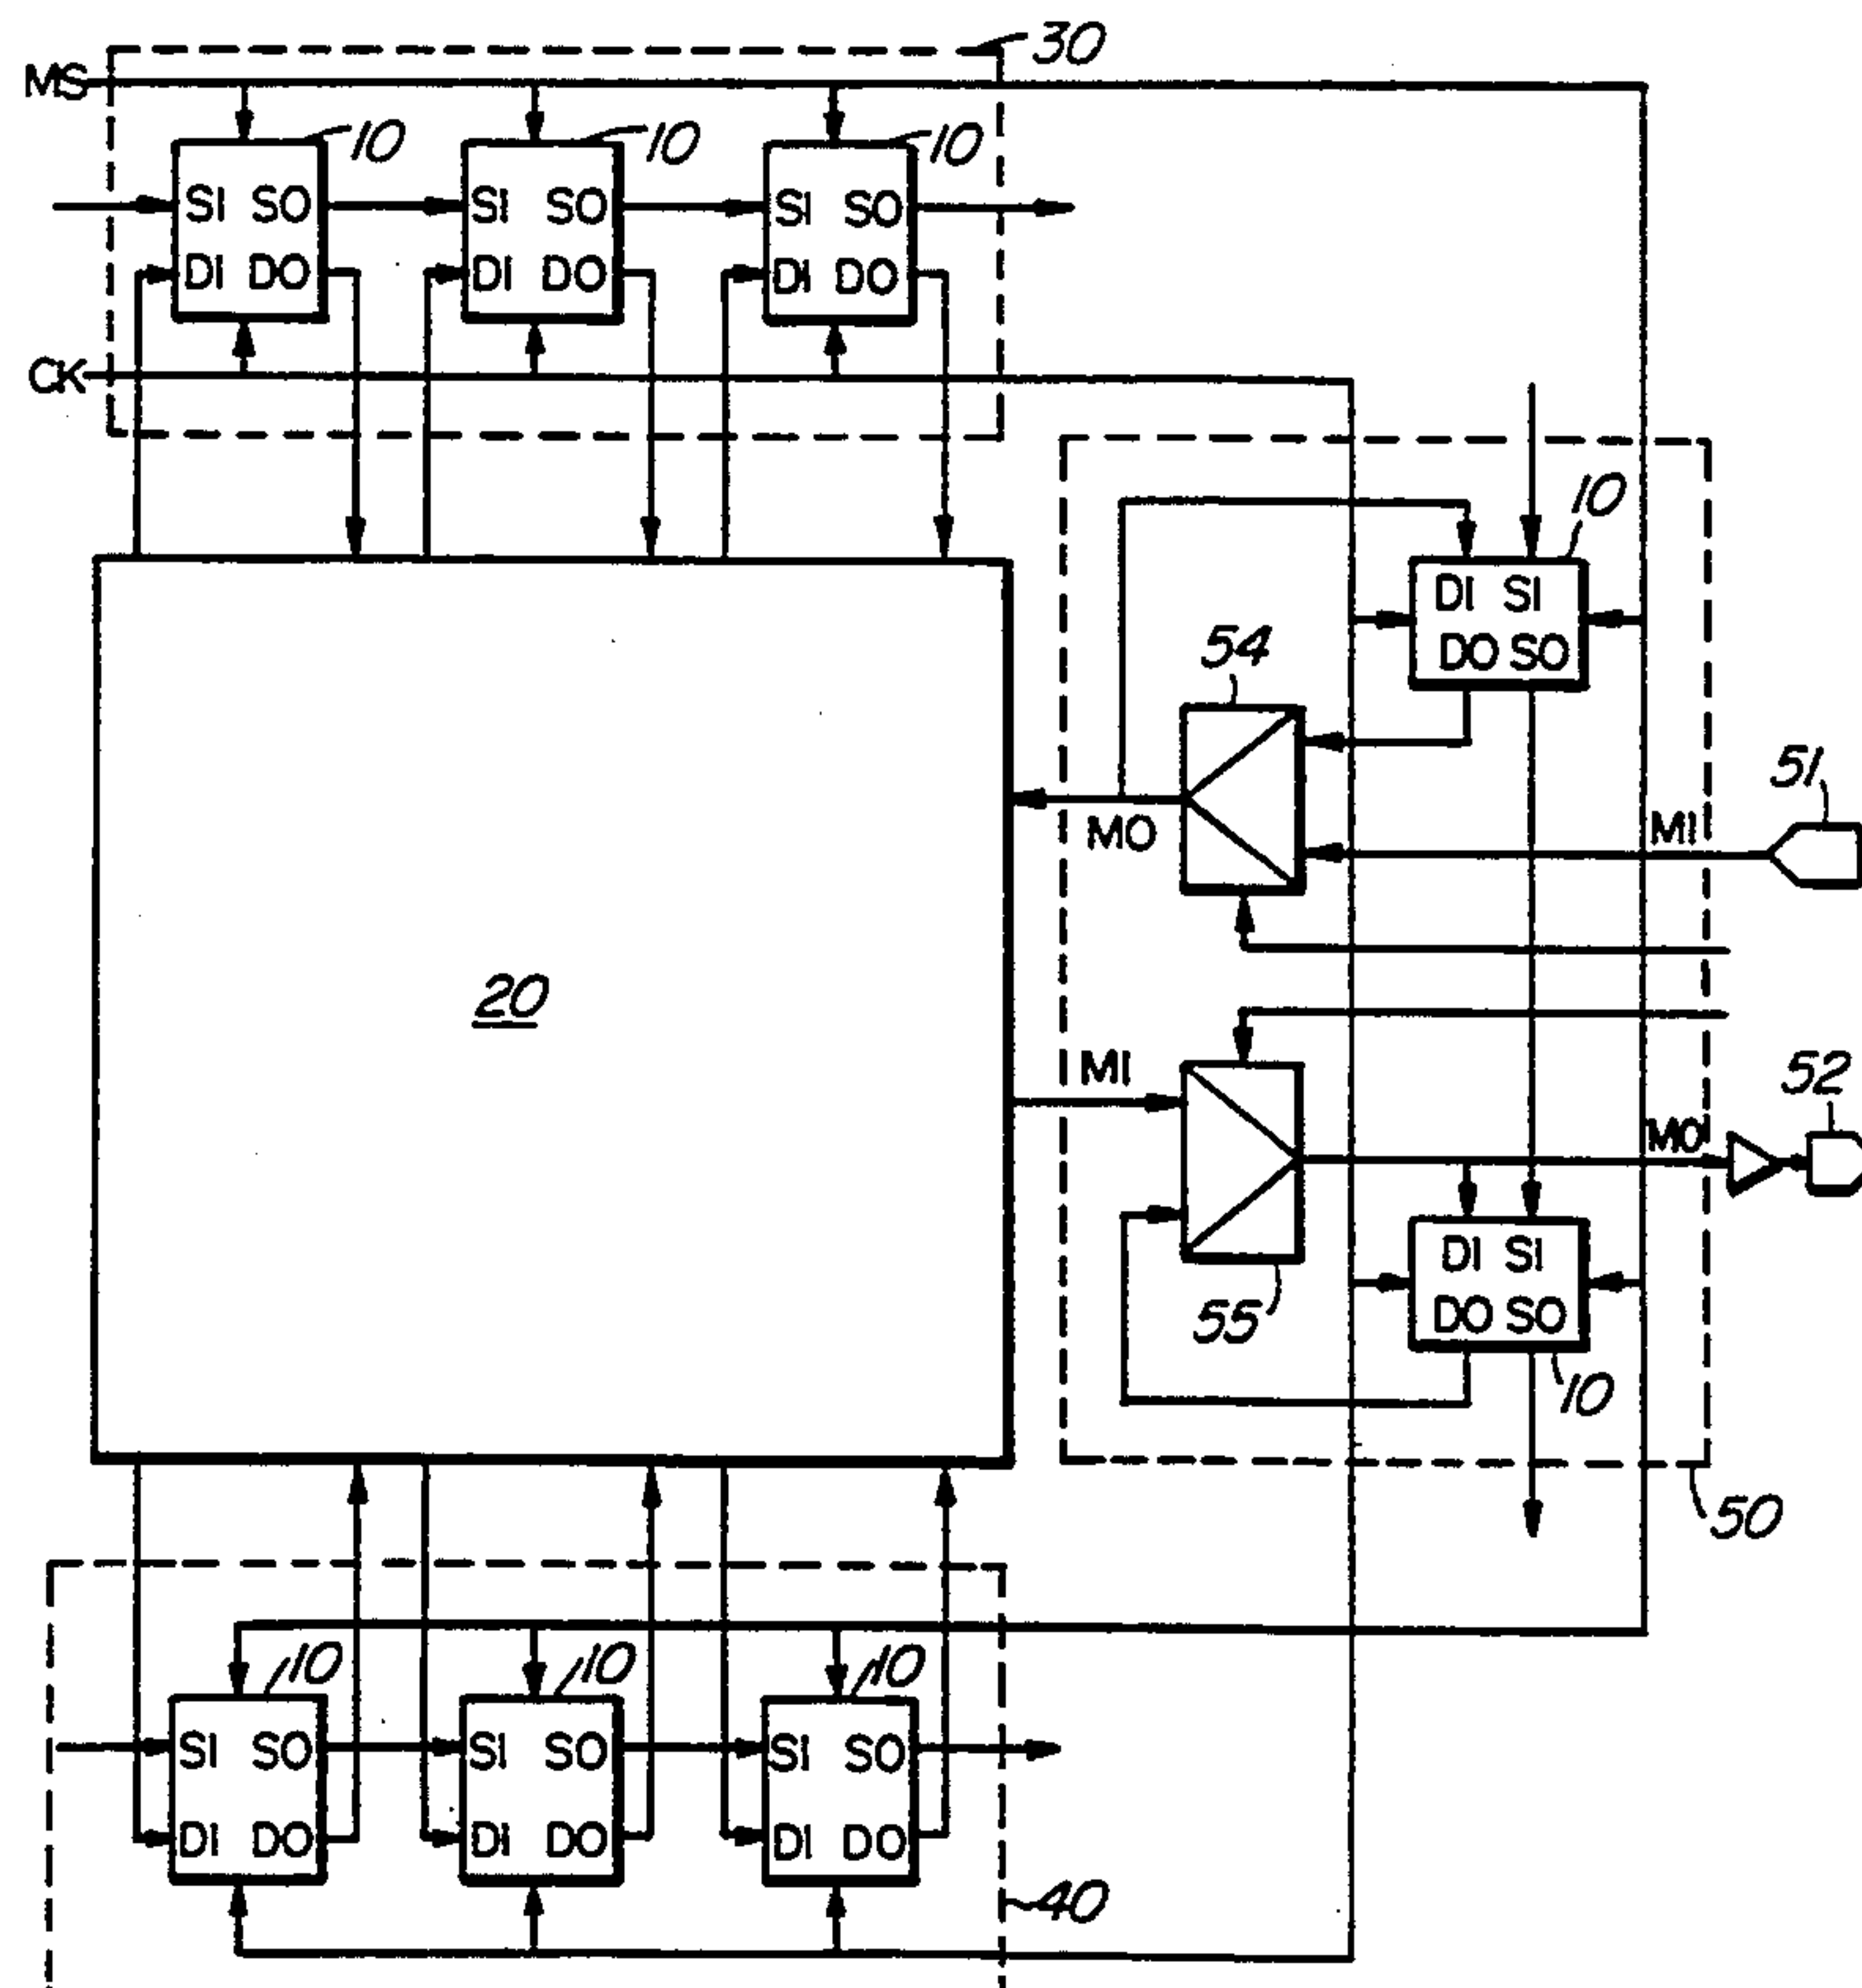 30
MS
10 10 10
SI SO SI SO SI SO
DI DO DI DO DI DO
CK
10
DI SI
DO SO
54
51
MO
MI
20
MI
52
MO
DI SI
DO SO
55
10
50
10 10 10
SI SO SI SO SI SO
DI DO DI DO DI DO
40